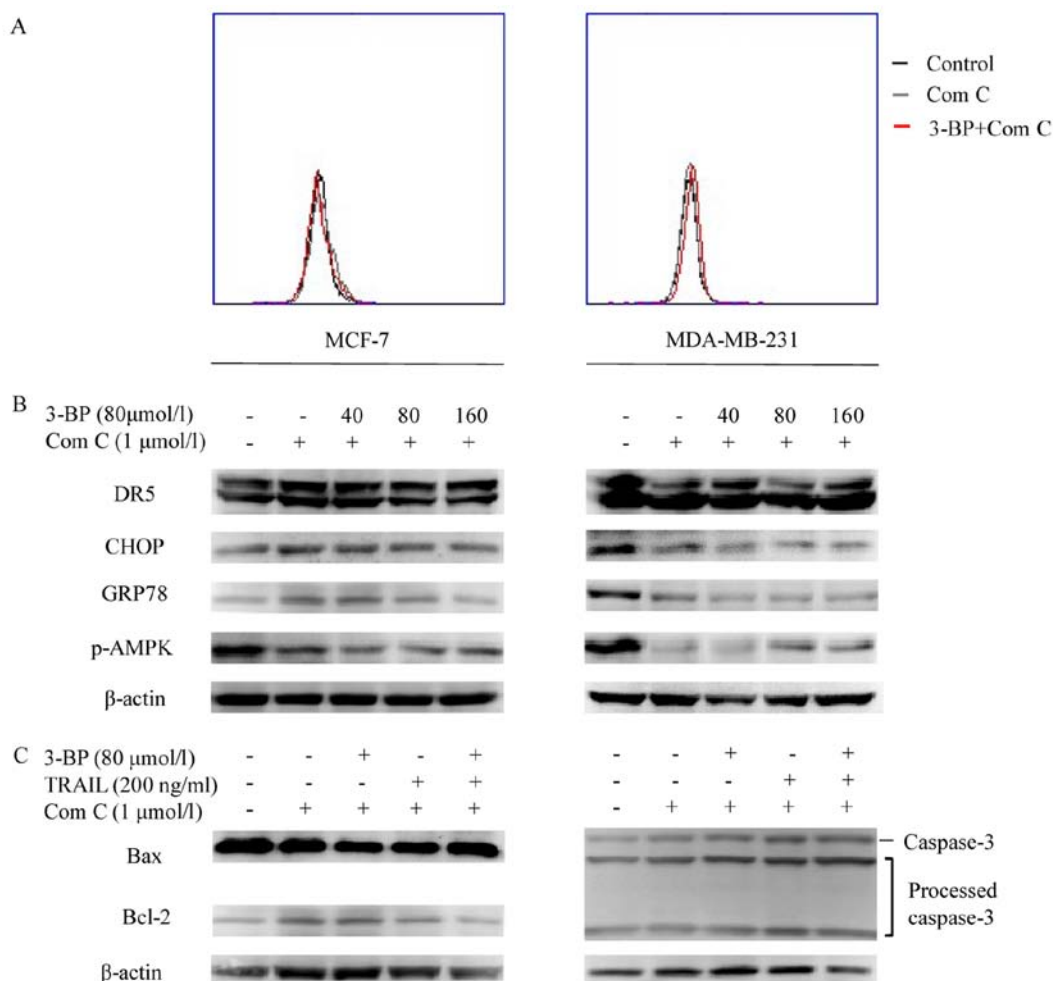 A
Control
Com C
3-BP+Com C
MCF-7 MDA-MB-231
B
3-BP (80μmol/l) - - 40 80 160 - - 40 80 160
Com C (1 μmol/l) - + + + + - + + + +
DR5
CHOP
GRP78
p-AMPK
β-actin
C
3-BP (80 μmol/l) - - + - + - - + - +
TRAIL (200 ng/ml) - - - + + - - - + +
Com C (1 μmol/l) - + + + + - + + + +
Bax
Caspase-3
Processed
caspase-3
Bcl-2
β-actin